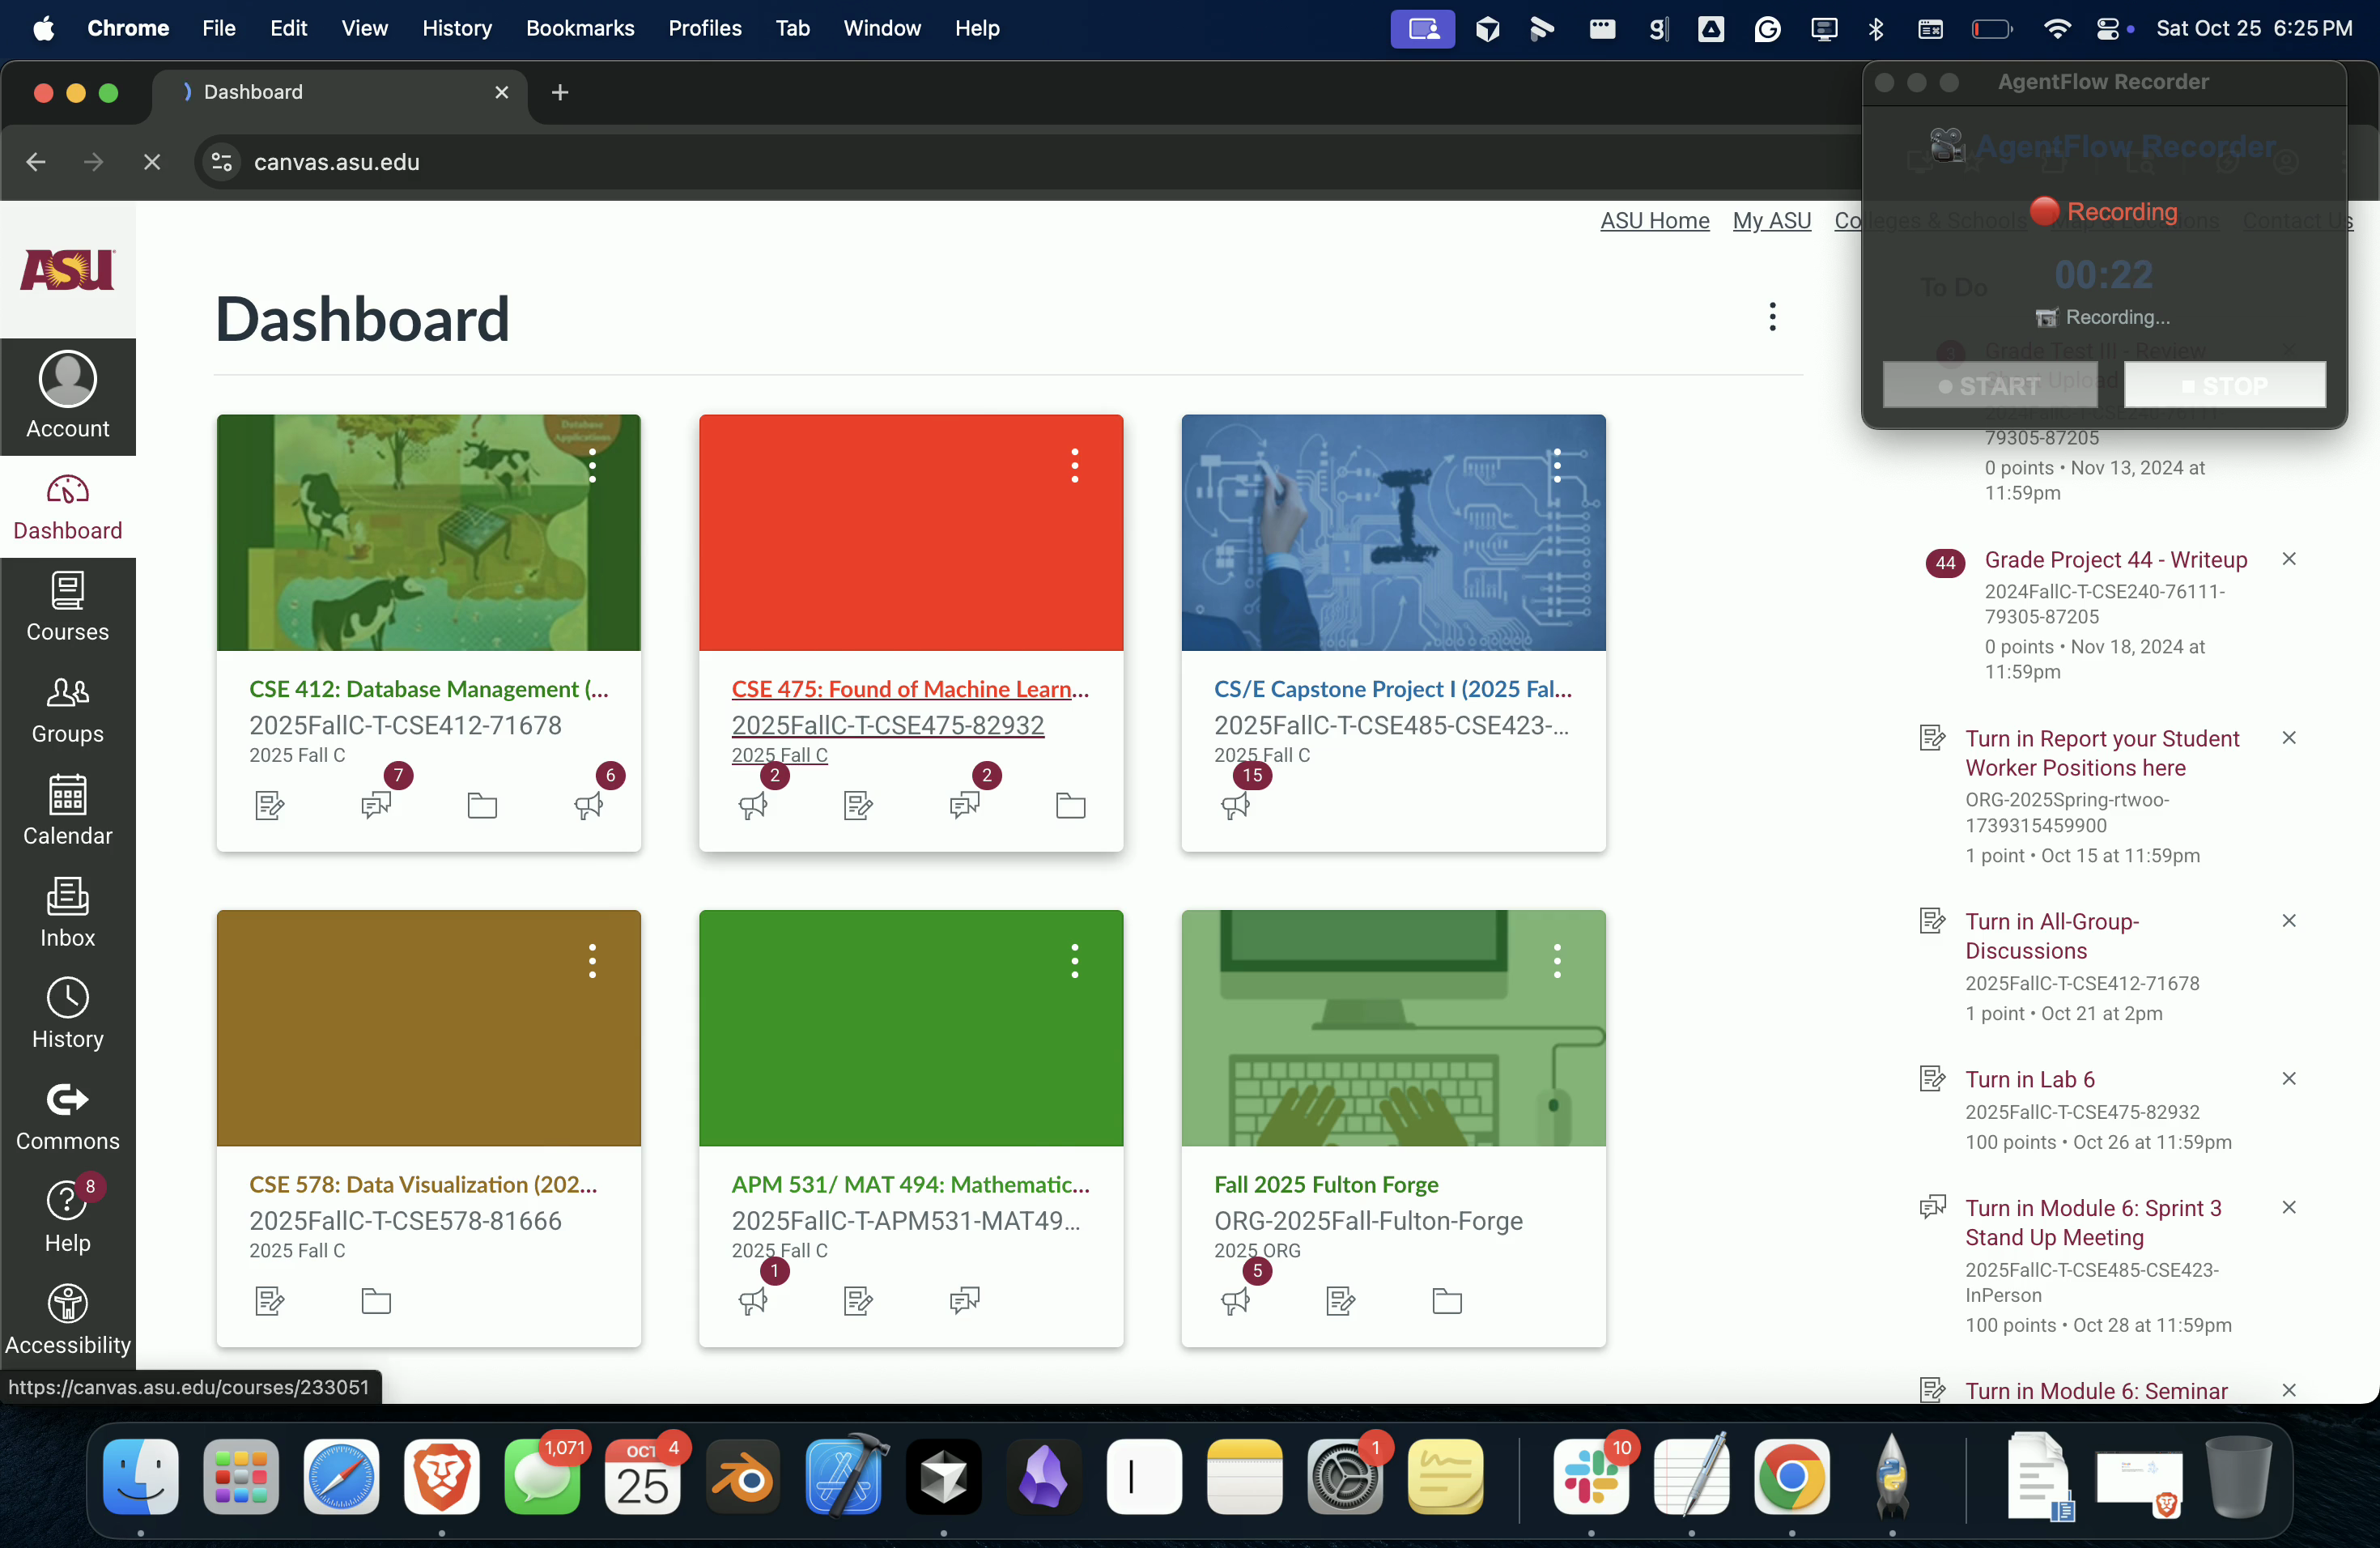 Chrome File Edit View History Bookmarks Profiles Tab Window Help
Sat Oct 25 6:25 PM
Dashboard
canvas.asu.edu
AgentFlow Recorder
AgentFlow Recorder
Recording
00:22
Recording...
START
STOP
ASU Home My ASU Colleges & Schools Contact Us
ASU
Account
Dashboard
Courses
Groups
Calendar
Inbox
History
Commons
8
Help
Accessibility
Dashboard
Database
Applications
CSE 412: Database Management (...
2025FallC-T-CSE412-71678
2025 Fall C
7
6
CSE 475: Found of Machine Learn...
2025FallC-T-CSE475-82932
2025 Fall C
2
2
CS/E Capstone Project I (2025 Fal...
2025FallC-T-CSE485-CSE423-...
2025 Fall C
15
CSE 578: Data Visualization (202...
2025FallC-T-CSE578-81666
2025 Fall C
APM 531/ MAT 494: Mathematic...
2025FallC-T-APM531-MAT49...
2025 Fall C
1
Fall 2025 Fulton Forge
ORG-2025Fall-Fulton-Forge
2025 ORG
5
To Do
3
Grade Test III - Review
Upload
79305-87205
0 points • Nov 13, 2024 at
11:59pm
44
Grade Project 44 - Writeup
2024FallC-T-CSE240-76111-
79305-87205
0 points • Nov 18, 2024 at
11:59pm
Turn in Report your Student
Worker Positions here
ORG-2025Spring-rtwoo-
1739315459900
1 point • Oct 15 at 11:59pm
Turn in All-Group-
Discussions
2025FallC-T-CSE412-71678
1 point • Oct 21 at 2pm
Turn in Lab 6
2025FallC-T-CSE475-82932
100 points • Oct 26 at 11:59pm
Turn in Module 6: Sprint 3
Stand Up Meeting
2025FallC-T-CSE485-CSE423-
InPerson
100 points • Oct 28 at 11:59pm
Turn in Module 6: Seminar
https://canvas.asu.edu/courses/233051
1,071
OCT
25
4
1
10